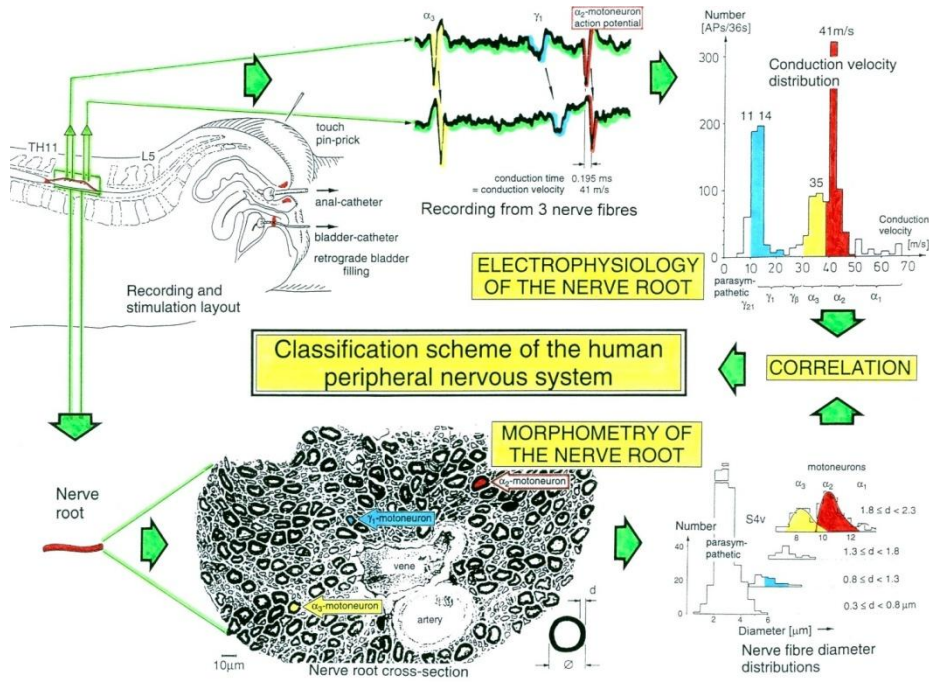 α₃
γ₁
α₂-motoneuron
action potential
conduction time
= conduction velocity
0.195 ms
41 m/s
Recording from 3 nerve fibres
TH11
L5
touch
pin-prick
anal-catheter
bladder-catheter
retrograde bladder
filling
Recording and
stimulation layout
Number
[APs/36s]
41m/s
Conduction velocity
distribution
300
200
100
0
11 14
35
Conduction
velocity
[m/s]
0 10 20 30 40 50 60 70
parasym-
pathetic
γ₂₁ γ₁ γᵦ α₃ α₂ α₁
ELECTROPHYSIOLOGY
OF THE NERVE ROOT
Classification scheme of the human
peripheral nervous system
CORRELATION
MORPHOMETRY OF
THE NERVE ROOT
Nerve
root
α₂-motoneuron
γ₁-motoneuron
α₃-motoneuron
vene
artery
d
Ø
10µm
Nerve root cross-section
motoneurons
α₃ α₂ α₁
S4v
1.8 ≤ d < 2.3
8 10 12
Number
parasym-
pathetic
1.3 ≤ d < 1.8
0.8 ≤ d < 1.3
0.3 ≤ d < 0.8 µm
40
20
0
2 4 6
Diameter [µm]
Nerve fibre diameter
distributions